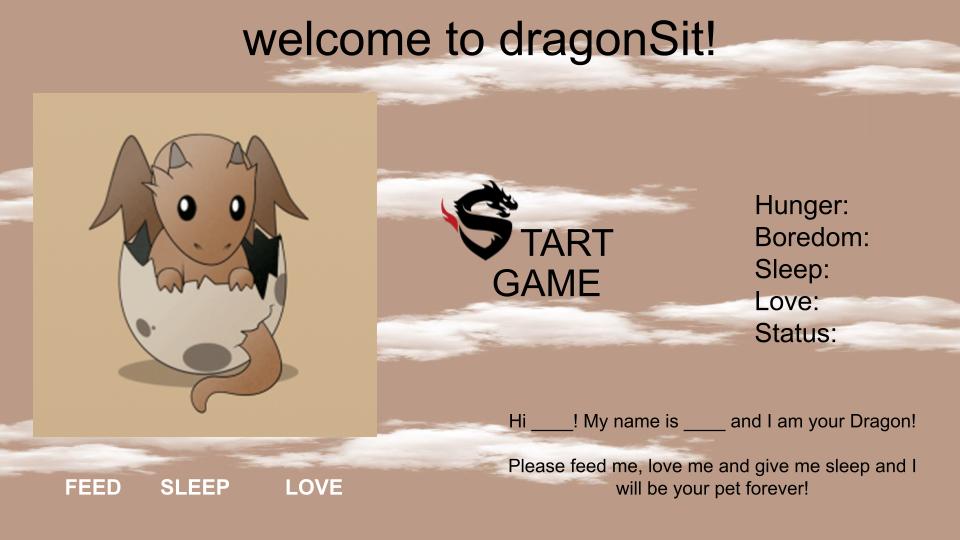 welcome to dragonSit!
START
GAME
Hunger:
Boredom:
Sleep:
Love:
Status:
Hi ____! My name is ____ and I am your Dragon!
Please feed me, love me and give me sleep and I
will be your pet forever!
FEED SLEEP LOVE